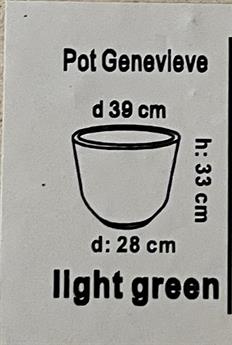 Pot Genevieve
d 39 cm
h: 33 cm
d: 28 cm
lIght green